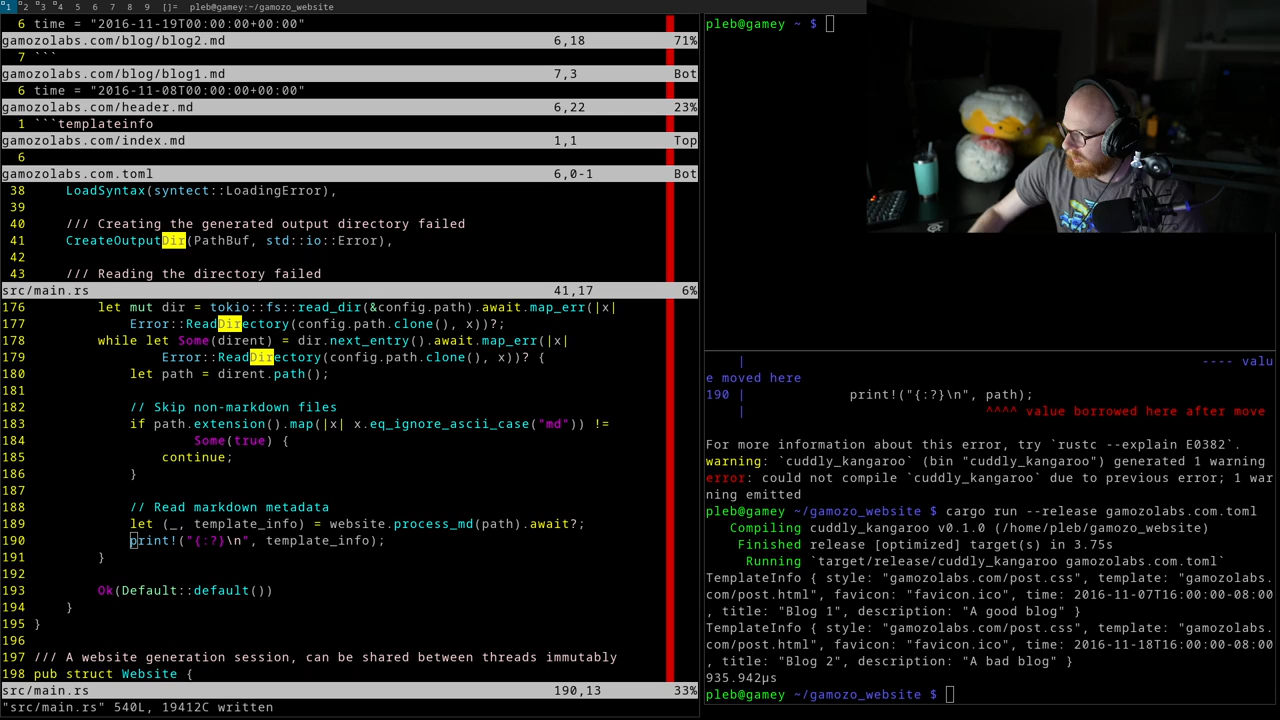 1 2 3 4 5 6 7 8 9 []= pleb@gamey:~/gamozo_website
6 time = "2016-11-19T00:00:00+00:00"
gamozolabs.com/blog/blog2.md 6,18 71%
7 ```
gamozolabs.com/blog/blog1.md 7,3 Bot
6 time = "2016-11-08T00:00:00+00:00"
gamozolabs.com/header.md 6,22 23%
1 ```templateinfo
gamozolabs.com/index.md 1,1 Top
6
gamozolabs.com.toml 6,0-1 Bot
38 LoadSyntax(syntect::LoadingError),
39
40 /// Creating the generated output directory failed
41 CreateOutputDir(PathBuf, std::io::Error),
42
43 /// Reading the directory failed
src/main.rs 41,17 6%
176 let mut dir = tokio::fs::read_dir(&config.path).await.map_err(|x|
177 Error::ReadDirectory(config.path.clone(), x))?;
178 while let Some(dirent) = dir.next_entry().await.map_err(|x|
179 Error::ReadDirectory(config.path.clone(), x))? {
180 let path = dirent.path();
181
182 // Skip non-markdown files
183 if path.extension().map(|x| x.eq_ignore_ascii_case("md")) !=
184 Some(true) {
185 continue;
186 }
187
188 // Read markdown metadata
189 let (_, template_info) = website.process_md(path).await?;
190 print!("{:?}\n", template_info);
191 }
192
193 Ok(Default::default())
194 }
195 }
196
197 /// A website generation session, can be shared between threads immutably
198 pub struct Website {
src/main.rs 190,13 33%
"src/main.rs" 540L, 19412C written
pleb@gamey ~ $
| ---- valu
e moved here
190 | print!("{:?}\n", path);
| ^^^^ value borrowed here after move
For more information about this error, try `rustc --explain E0382`.
warning: `cuddly_kangaroo` (bin "cuddly_kangaroo") generated 1 warning
error: could not compile `cuddly_kangaroo` due to previous error; 1 war
ning emitted
pleb@gamey ~/gamozo_website $ cargo run --release gamozolabs.com.toml
Compiling cuddly_kangaroo v0.1.0 (/home/pleb/gamozo_website)
Finished release [optimized] target(s) in 3.75s
Running `target/release/cuddly_kangaroo gamozolabs.com.toml`
TemplateInfo { style: "gamozolabs.com/post.css", template: "gamozolabs.
com/post.html", favicon: "favicon.ico", time: 2016-11-07T16:00:00-08:00
, title: "Blog 1", description: "A good blog" }
TemplateInfo { style: "gamozolabs.com/post.css", template: "gamozolabs.
com/post.html", favicon: "favicon.ico", time: 2016-11-18T16:00:00-08:00
, title: "Blog 2", description: "A bad blog" }
935.942µs
pleb@gamey ~/gamozo_website $